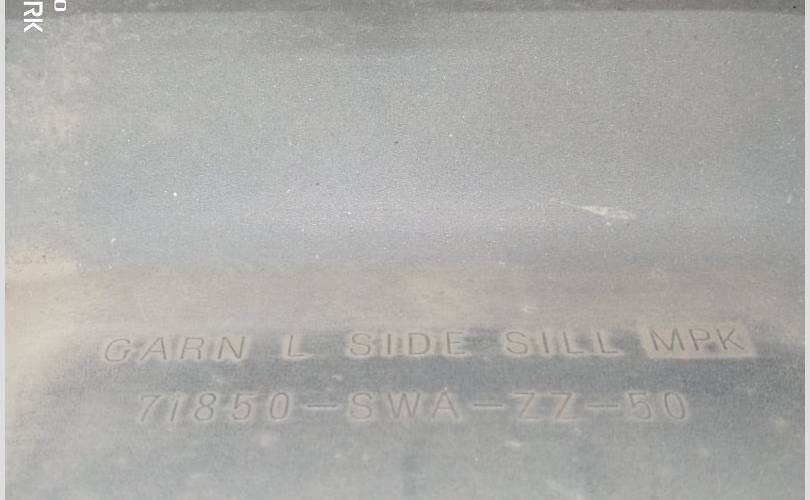 GARN L SIDE SILL MPK
71850-SWA-ZZ-50